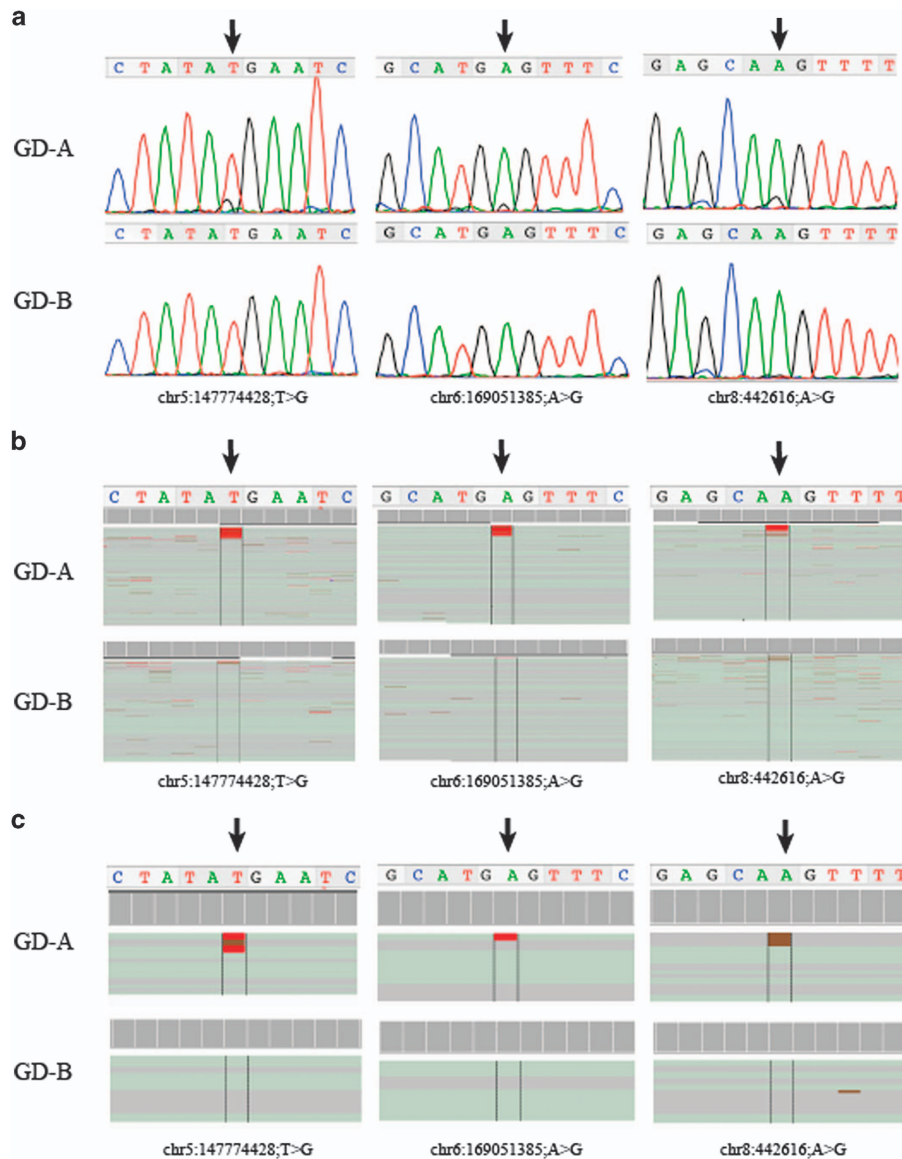 a
C T A T A T G A A T C
G C A T G A G T T T C
G A G C A A G T T T T
GD-A
C T A T A T G A A T C
G C A T G A G T T T C
G A G C A A G T T T T
GD-B
chr5:147774428;T>G
chr6:169051385;A>G
chr8:442616;A>G
b
C T A T A T G A A T C
G C A T G A G T T T C
G A G C A A G T T T T
GD-A
GD-B
chr5:147774428;T>G
chr6:169051385;A>G
chr8:442616;A>G
c
C T A T A T G A A T C
G C A T G A G T T T C
G A G C A A G T T T T
GD-A
GD-B
chr5:147774428;T>G
chr6:169051385;A>G
chr8:442616;A>G